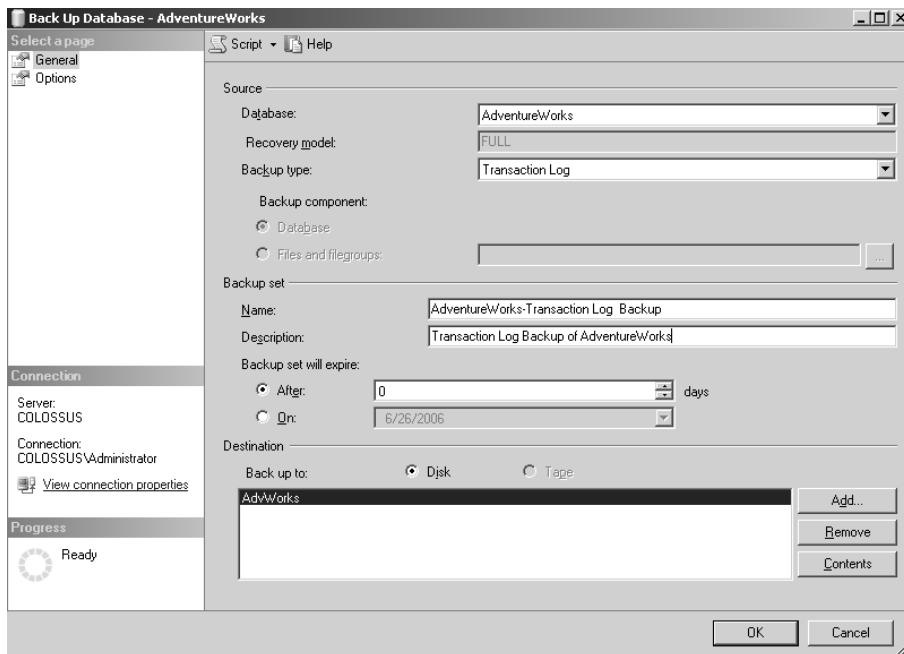 Back Up Database - AdventureWorks
Select a page
General
Options
Script
Help
Source
Database:
AdventureWorks
Recovery model:
FULL
Backup type:
Transaction Log
Backup component:
Database
Files and filegroups:
...
Backup set
Name:
AdventureWorks-Transaction Log  Backup
Description:
Transaction Log Backup of AdventureWorks
Backup set will expire:
After:
0
days
On:
6/26/2006
Destination
Back up to:
Disk
Tape
AdvWorks
Add...
Remove
Contents
Connection
Server:
COLOSSUS
Connection:
COLOSSUS\Administrator
View connection properties
Progress
Ready
OK
Cancel